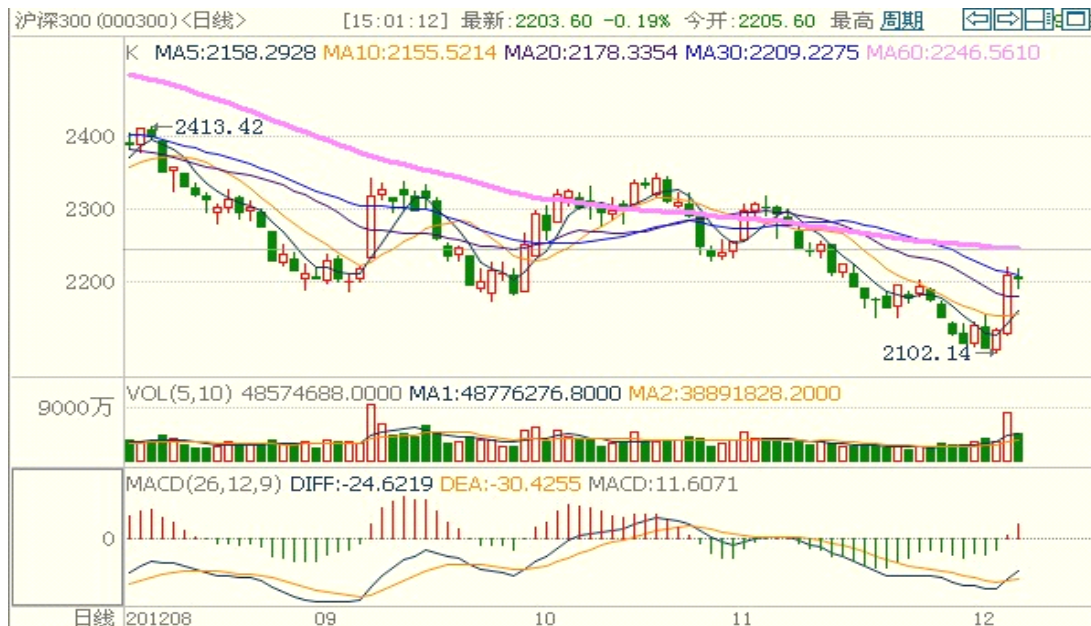 沪深300(000300)<日线> [15:01:12] 最新:2203.60 -0.19% 今开:2205.60 最高 周期
K MA5:2158.2928 MA10:2155.5214 MA20:2178.3354 MA30:2209.2275 MA60:2246.5610
2413.42
2400
2300
2200
2102.14
VOL(5,10) 48574688.0000 MA1:48776276.8000 MA2:38891828.2000
9000万
MACD(26,12,9) DIFF:-24.6219 DEA:-30.4255 MACD:11.6071
0
日线 201208 09 10 11 12